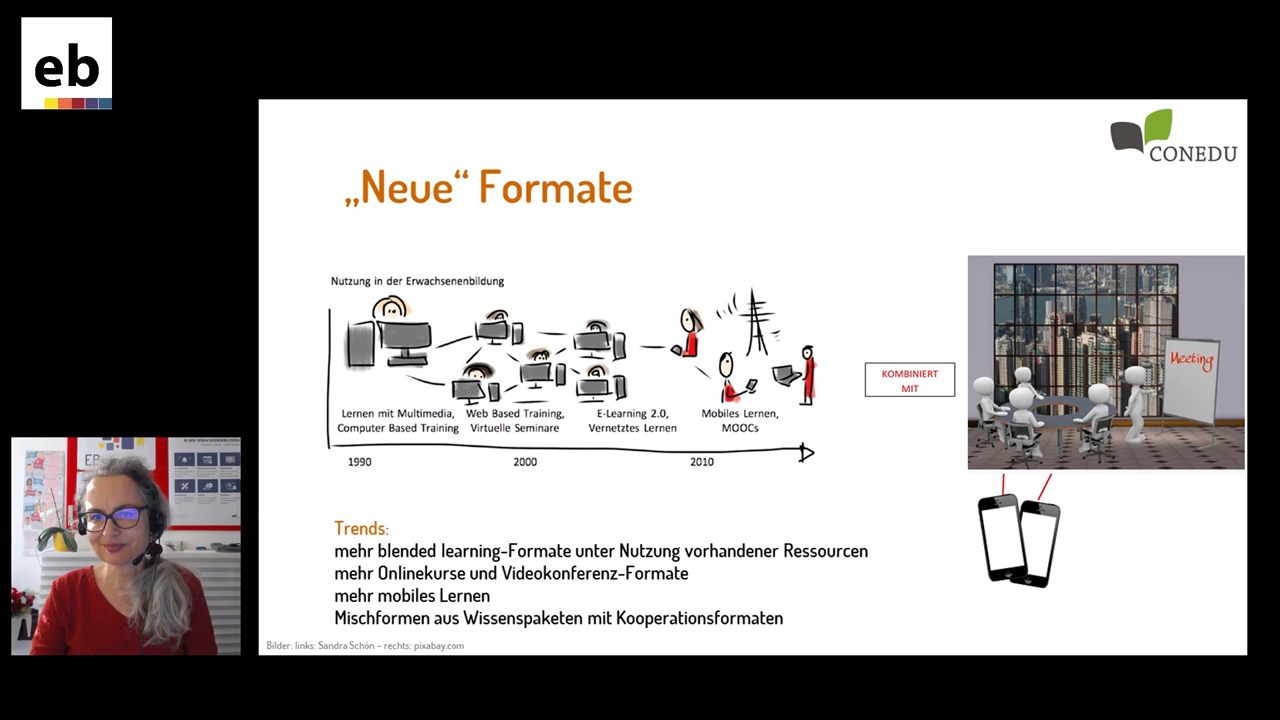 eb
CONEDU
„Neue“ Formate
Nutzung in der Erwachsenenbildung
Lernen mit Multimedia,
Computer Based Training
Web Based Training,
Virtuelle Seminare
E-Learning 2.0,
Vernetztes Lernen
Mobiles Lernen,
MOOCs
1990
2000
2010
KOMBINIERT
MIT
Meeting
Trends:
mehr blended learning-Formate unter Nutzung vorhandener Ressourcen
mehr Onlinekurse und Videokonferenz-Formate
mehr mobiles Lernen
Mischformen aus Wissenspaketen mit Kooperationsformaten
Bilder: links: Sandra Schön – rechts: pixabay.com
EB